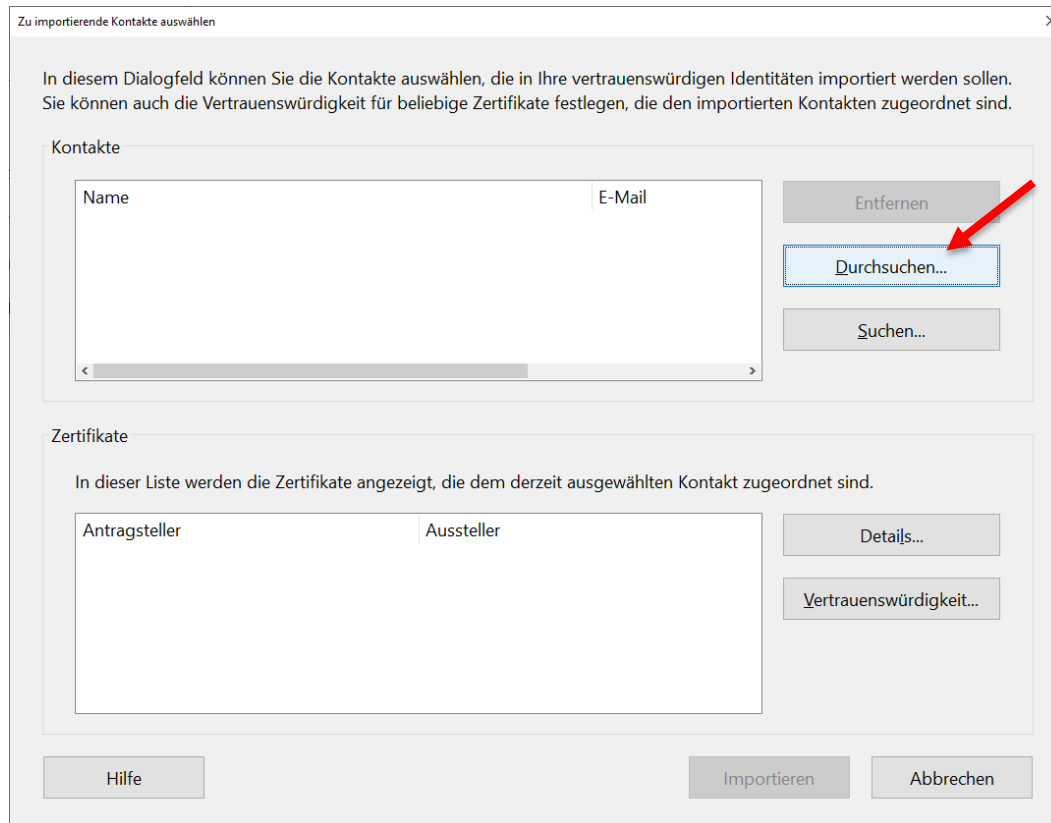 Zu importierende Kontakte auswählen
In diesem Dialogfeld können Sie die Kontakte auswählen, die in Ihre vertrauenswürdigen Identitäten importiert werden sollen.
Sie können auch die Vertrauenswürdigkeit für beliebige Zertifikate festlegen, die den importierten Kontakten zugeordnet sind.
Kontakte
Name E-Mail
Entfernen
Durchsuchen...
Suchen...
Zertifikate
In dieser Liste werden die Zertifikate angezeigt, die dem derzeit ausgewählten Kontakt zugeordnet sind.
Antragsteller Aussteller
Details...
Vertrauenswürdigkeit...
Hilfe Importieren Abbrechen